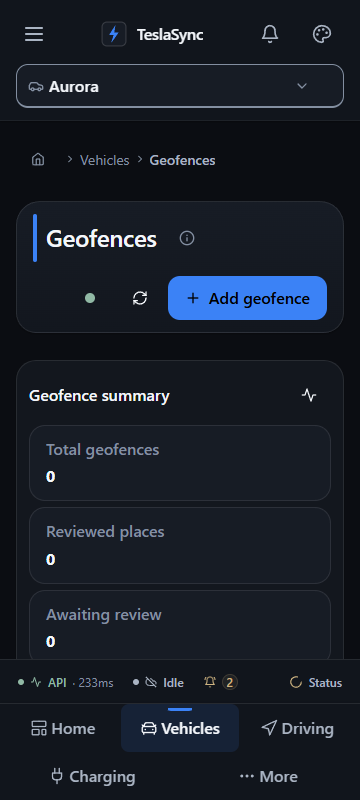 TeslaSync
Aurora
Vehicles Geofences
Geofences
Add geofence
Geofence summary
Total geofences
0
Reviewed places
0
Awaiting review
0
API · 233ms Idle 2 Status
Home Vehicles Driving
Charging More